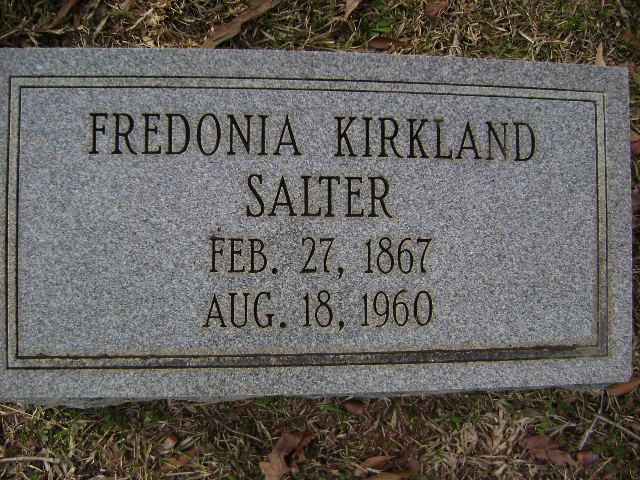 FREDONIA KIRKLAND
SALTER
FEB. 27, 1867
AUG. 18, 1960